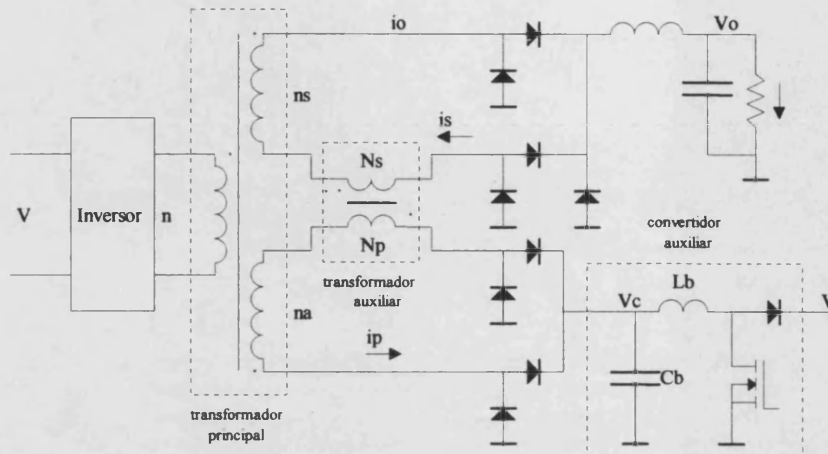 io
Vo
ns
is
Ns
V
Inversor
n
Np
convertidor
auxiliar
transformador
auxiliar
na
Vc
Lb
V
ip
Cb
transformador
principal